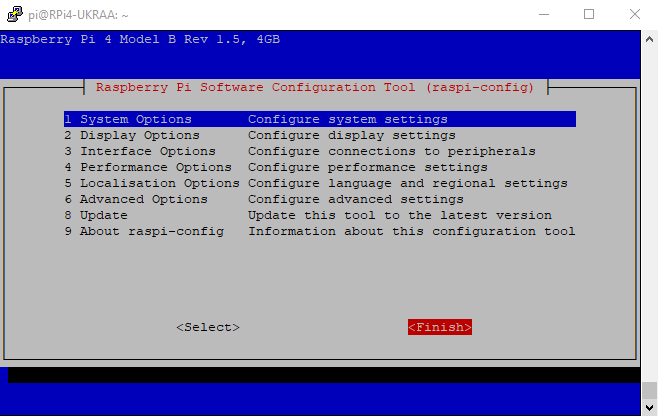 pi@RPi4-UKRAA: ~
Raspberry Pi 4 Model B Rev 1.5, 4GB
Raspberry Pi Software Configuration Tool (raspi-config)
1 System Options Configure system settings
2 Display Options Configure display settings
3 Interface Options Configure connections to peripherals
4 Performance Options Configure performance settings
5 Localisation Options Configure language and regional settings
6 Advanced Options Configure advanced settings
8 Update Update this tool to the latest version
9 About raspi-config Information about this configuration tool
<Select> <Finish>